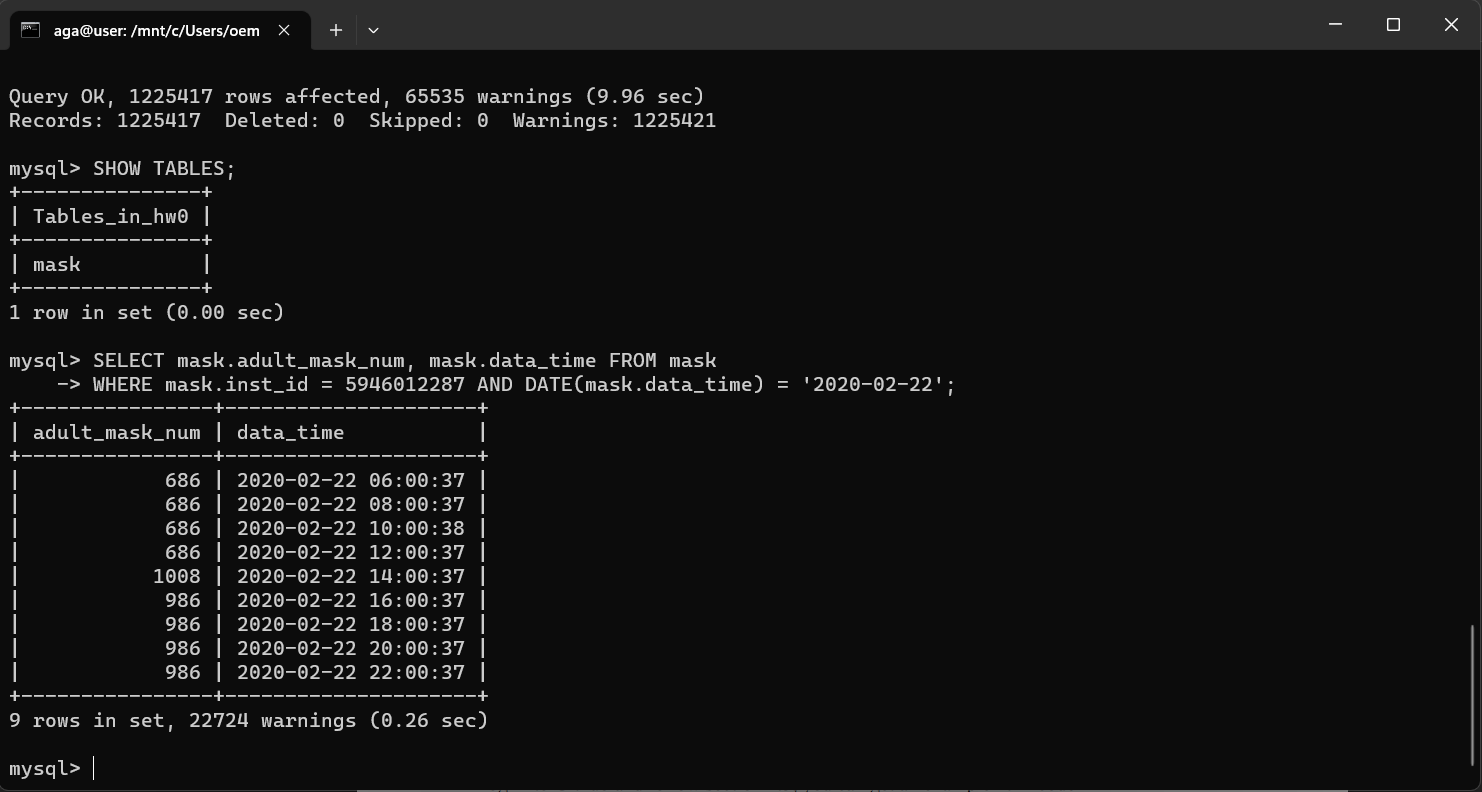 aga@user: /mnt/c/Users/oem
Query OK, 1225417 rows affected, 65535 warnings (9.96 sec)
Records: 1225417  Deleted: 0  Skipped: 0  Warnings: 1225421
mysql> SHOW TABLES;
+---------------+
| Tables_in_hw0 |
+---------------+
| mask          |
+---------------+
1 row in set (0.00 sec)
mysql> SELECT mask.adult_mask_num, mask.data_time FROM mask
    -> WHERE mask.inst_id = 5946012287 AND DATE(mask.data_time) = '2020-02-22';
+----------------+---------------------+
| adult_mask_num | data_time           |
+----------------+---------------------+
|            686 | 2020-02-22 06:00:37 |
|            686 | 2020-02-22 08:00:37 |
|            686 | 2020-02-22 10:00:38 |
|            686 | 2020-02-22 12:00:37 |
|           1008 | 2020-02-22 14:00:37 |
|            986 | 2020-02-22 16:00:37 |
|            986 | 2020-02-22 18:00:37 |
|            986 | 2020-02-22 20:00:37 |
|            986 | 2020-02-22 22:00:37 |
+----------------+---------------------+
9 rows in set, 22724 warnings (0.26 sec)
mysql>